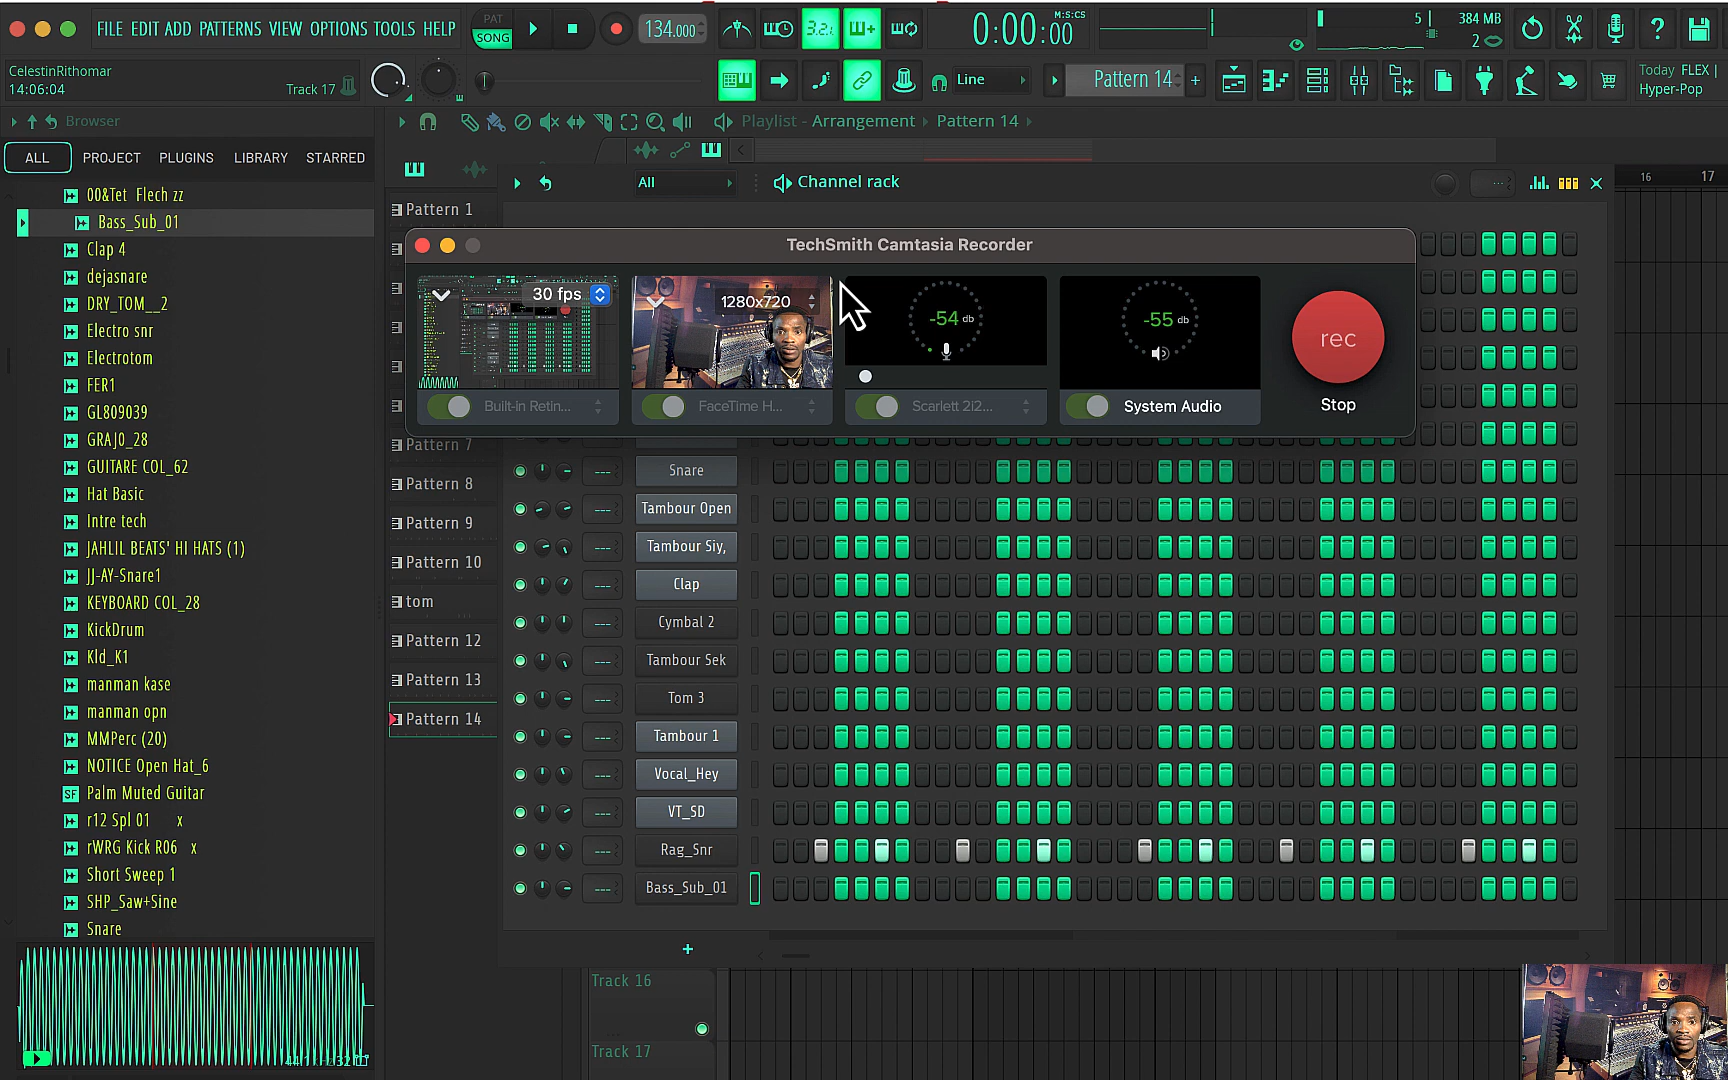 FILE EDIT ADD PATTERNS VIEW OPTIONS TOOLS HELP
PAT
SONG
134.000
3.2.
0:00:00
M:S:CS
5
384 MB
2
CelestinRithomar
14:06:04
Track 17
Line
Pattern 14
+
Today FLEX |
Hyper-Pop
Browser
Playlist - Arrangement
Pattern 14
ALL
PROJECT
PLUGINS
LIBRARY
STARRED
All
Channel rack
16
17
00&Tet Flech zz
Bass_Sub_01
Clap 4
dejasnare
DRY_TOM__2
Electro snr
Electrotom
FER1
GL809039
GRAJ0_28
GUITARE COL_62
Hat Basic
Intre tech
JAHLIL BEATS' HI HATS (1)
JJ-AY-Snare1
KEYBOARD COL_28
KickDrum
Kld_K1
manman kase
manman opn
MMPerc (20)
NOTICE Open Hat_6
SF
Palm Muted Guitar
r12 Spl 01 x
rWRG Kick R06 x
Short Sweep 1
SHP_Saw+Sine
Snare
Pattern 1
TechSmith Camtasia Recorder
30 fps
1280x720
-54 db
-55 db
rec
Built-in Retin...
FaceTime H...
Scarlett 2i2...
System Audio
Stop
Pattern 7
Pattern 8
Pattern 9
Pattern 10
tom
Pattern 12
Pattern 13
Pattern 14
Snare
Tambour Open
Tambour Siy,
Clap
Cymbal 2
Tambour Sek
Tom 3
Tambour 1
Vocal_Hey
VT_SD
Rag_Snr
Bass_Sub_01
+
Track 16
Track 17